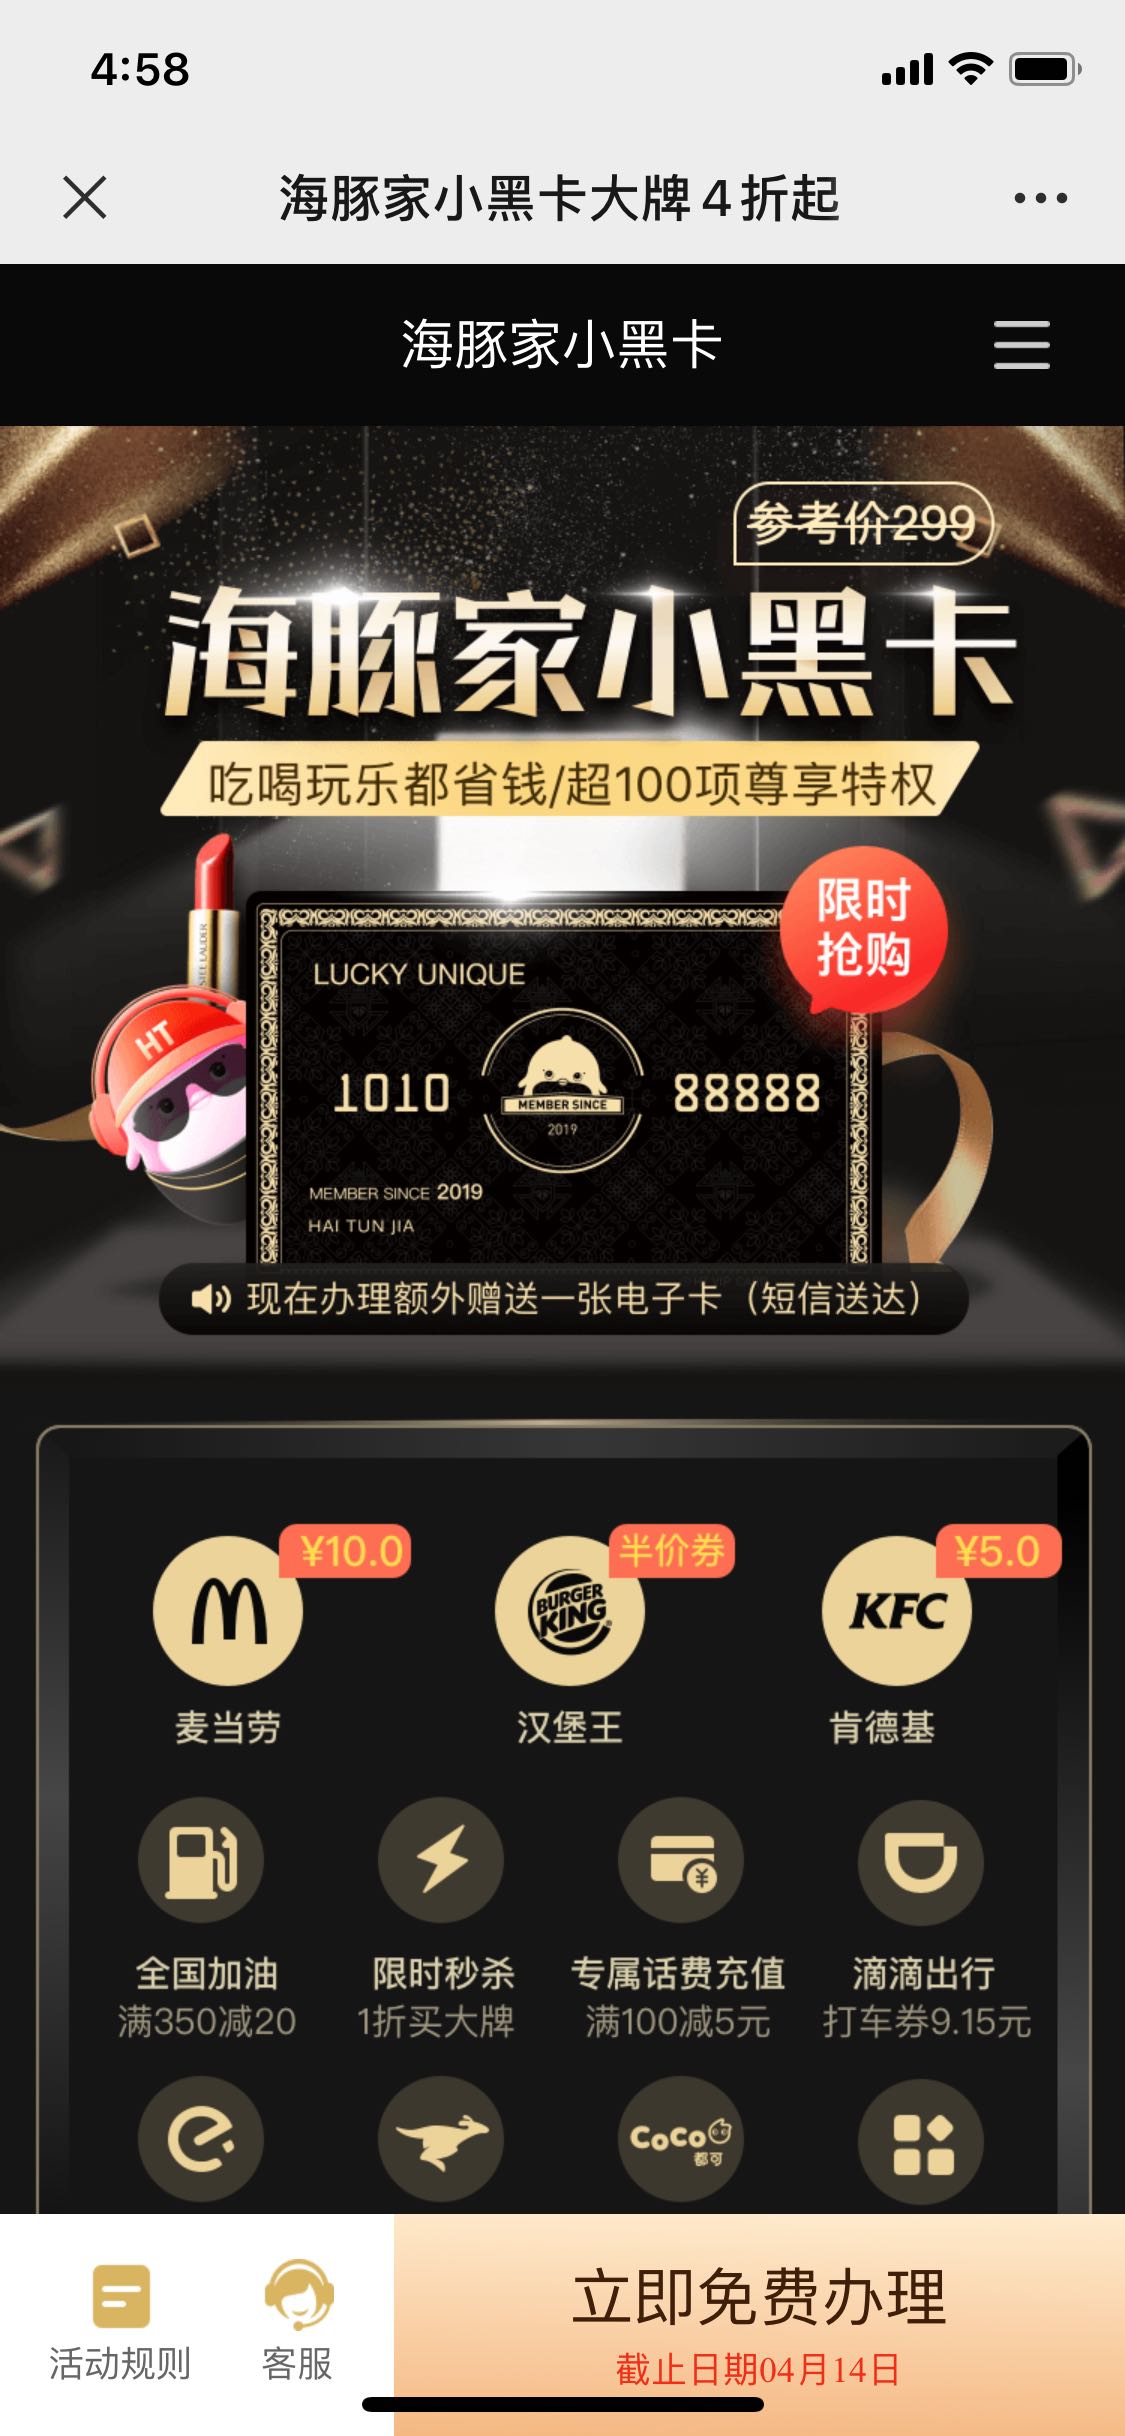 4:58
海豚家小黑卡大牌4折起
海豚家小黑卡
参考价299
海豚家小黑卡
吃喝玩乐都省钱/超100项尊享特权
限时
抢购
LUCKY UNIQUE
HT
1010
88888
MEMBER SINCE
2019
MEMBER SINCE 2019
HAI TUN JIA
现在办理额外赠送一张电子卡（短信送达）
¥10.0
半价券
¥5.0
BURGER
KING
KFC
麦当劳
汉堡王
肯德基
全国加油
限时秒杀
专属话费充值
滴滴出行
满350减20
1折买大牌
满100减5元
打车券9.15元
CoCo
都可
立即免费办理
活动规则
客服
截止日期04月14日